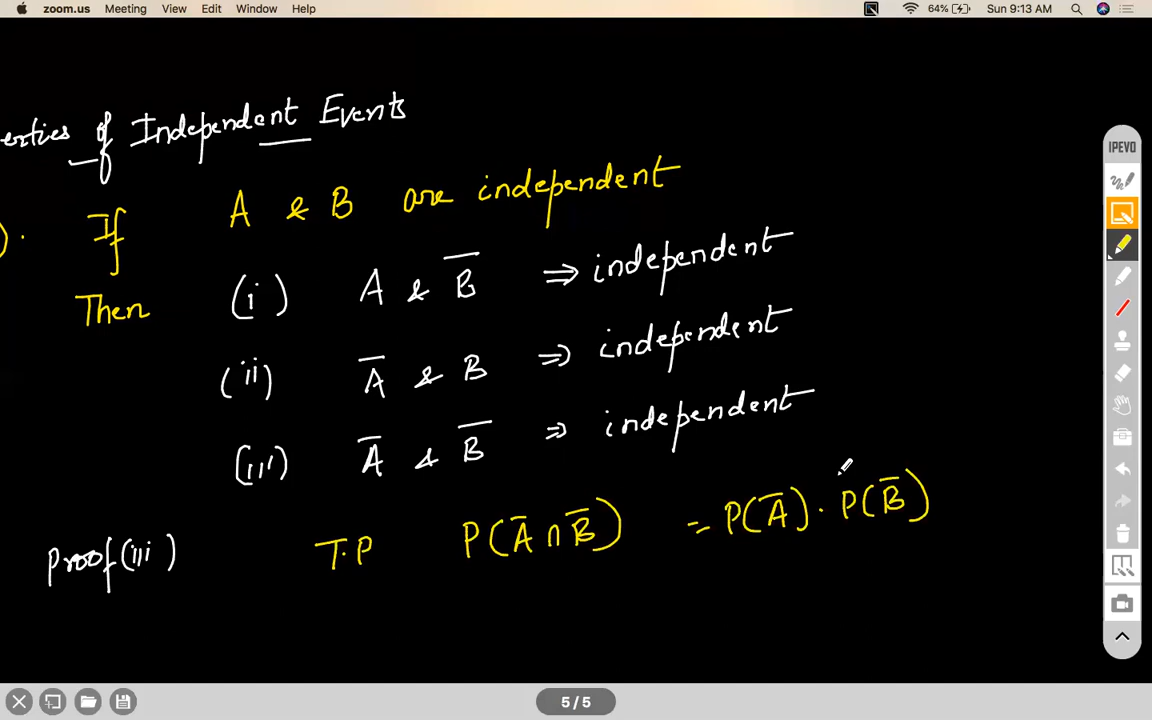 zoom.us Meeting View Edit Window Help 64% Sun 9:13 AM
erties of Independent Events
IPEVO
). If A & B are independent
Then (i) A & B̅ ⇒ independent
(ii) A̅ & B ⇒ independent
(iii) A̅ & B̅ ⇒ independent
Proof(iii) T.P P(A̅ ∩ B̅) = P(A̅) . P(B̅)
5 / 5